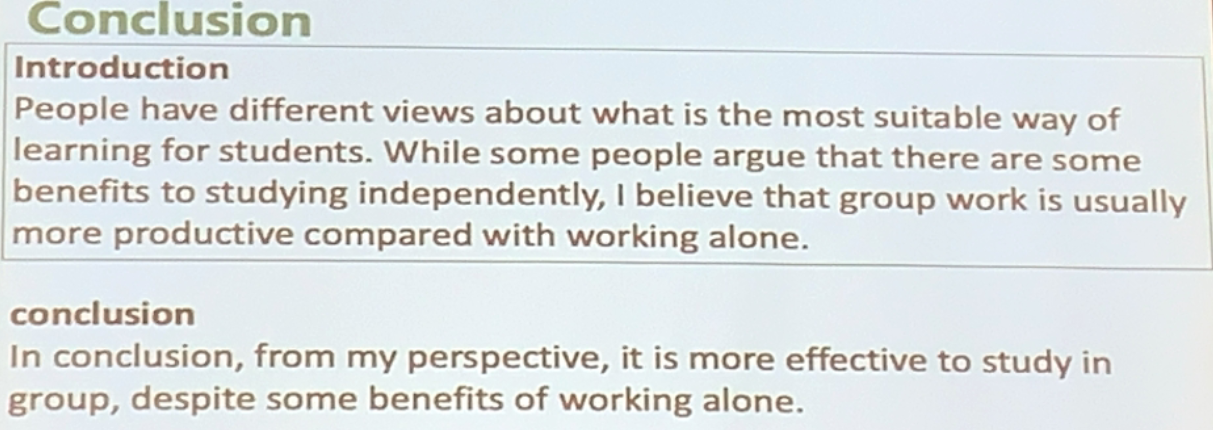 Conclusion
Introduction
People have different views about what is the most suitable way of
learning for students. While some people argue that there are some
benefits to studying independently, I believe that group work is usually
more productive compared with working alone.
conclusion
In conclusion, from my perspective, it is more effective to study in
group, despite some benefits of working alone.